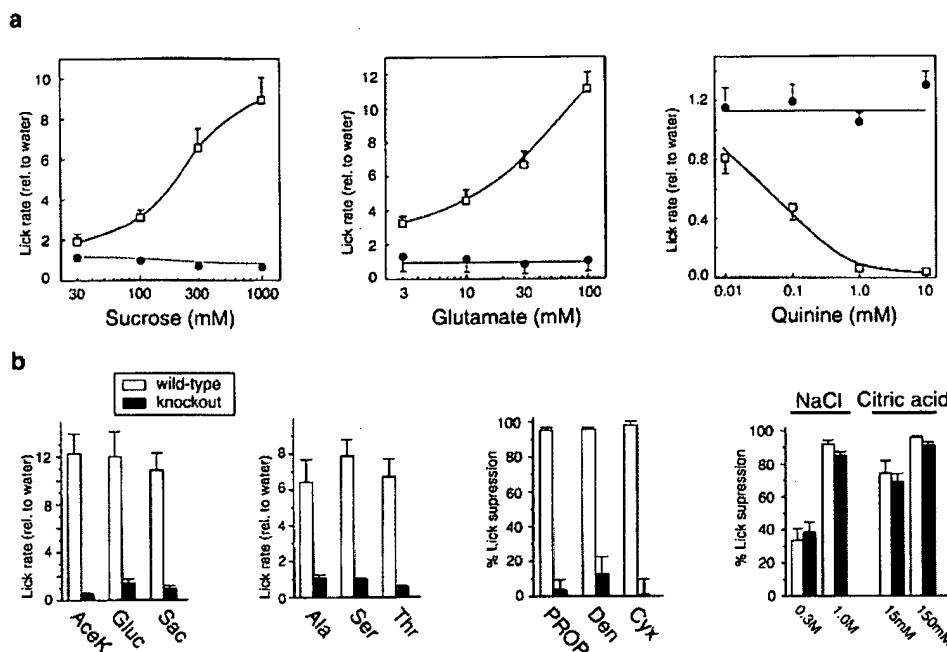 a
Lick rate (rel. to water)
10
8
6
4
2
0
30 100 300 1000
Sucrose (mM)
Lick rate (rel. to water)
12
10
8
6
4
2
0
3 10 30 100
Glutamate (mM)
Lick rate (rel. to water)
1.2
0.8
0.4
0.0
0.01 0.1 1.0 10
Quinine (mM)
b
wild-type
knockout
Lick rate (rel. to water)
12
8
4
0
AceK Gluc Sac
Lick rate (rel. to water)
8
6
4
2
0
Ala Ser Thr
% Lick supression
100
80
60
40
20
0
PROP Den Cyx
NaCl Citric acid
% Lick supression
100
80
60
40
20
0
0.3M 1.0M 15mM 150mM